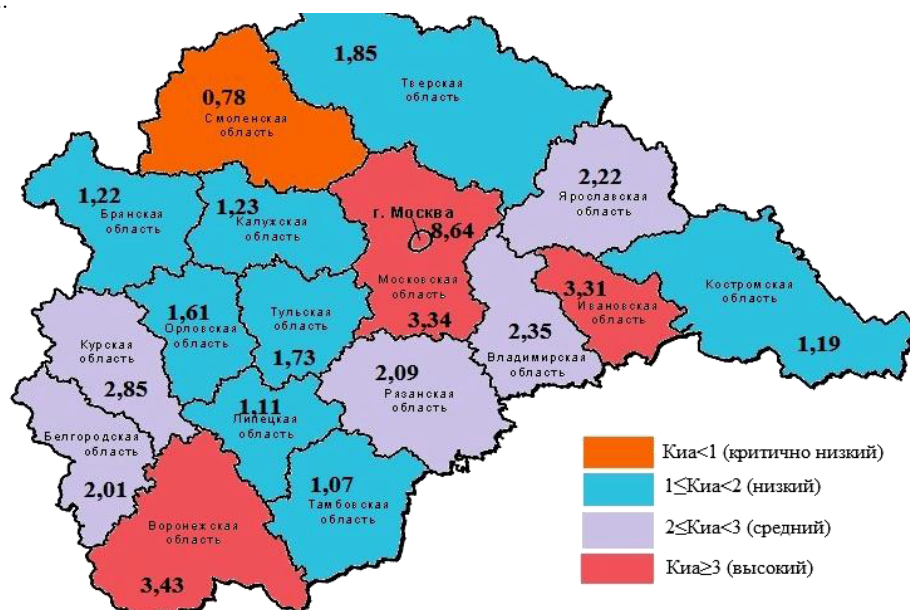 ..
1,85
Тверская
область
0,78
Смоленская
область
2,22
Ярославская
область
1,22
Брянская
область
1,23
Калужская
область
г. Москва
8,64
Московская
область
3,34
3,31
Ивановская
область
Костромская
область
1,19
2,35
Владимирская
область
1,61
Орловская
область
Тульская
область
1,73
Курская
область
2,85
2,09
Рязанская
область
1,11
Липецкая
область
Белгородская
область
2,01
1,07
Тамбовская
область
Воронежская
область
3,43
Киа<1 (критично низкий)
1≤Киа<2 (низкий)
2≤Киа<3 (средний)
Киа≥3 (высокий)